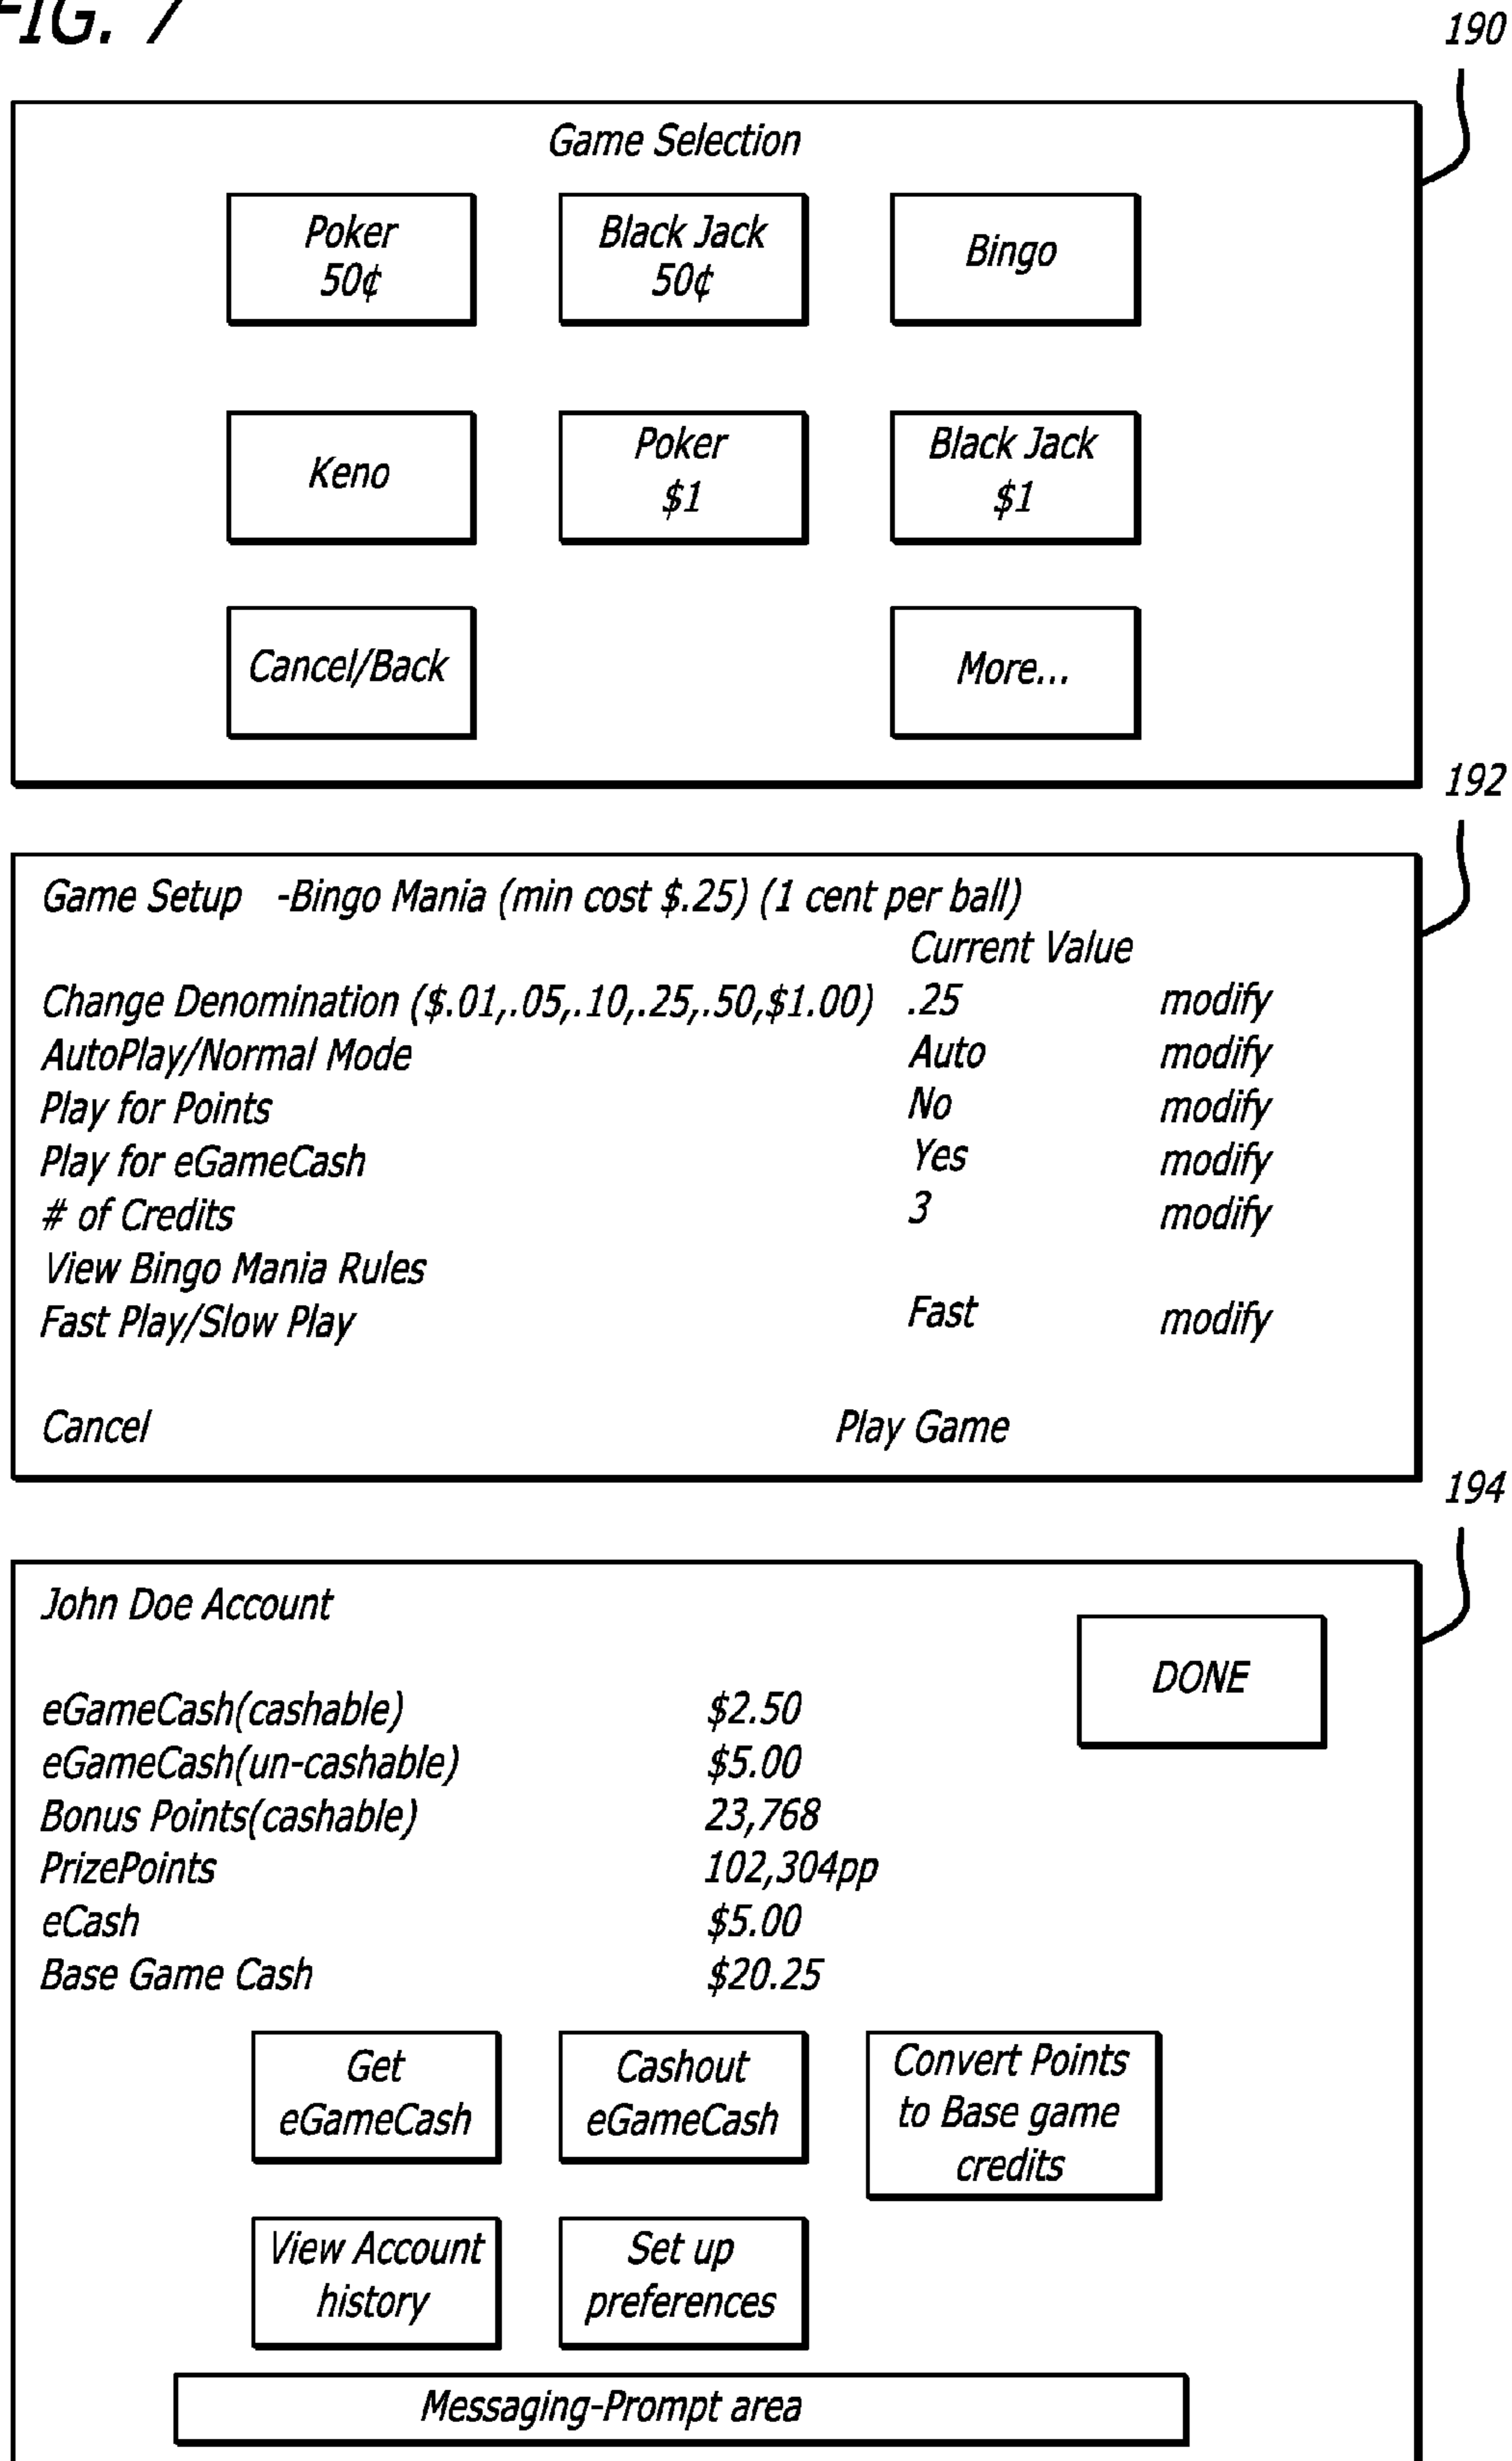 FIG. 7
190
Game Selection
Poker
50¢
Black Jack
50¢
Bingo
Keno
Poker
$1
Black Jack
$1
Cancel/Back
More...
192
Game Setup -Bingo Mania (min cost $.25) (1 cent per ball)
Current Value
Change Denomination ($.01,.05,.10,.25,.50,$1.00) .25 modify
AutoPlay/Normal Mode Auto modify
Play for Points No modify
Play for eGameCash Yes modify
# of Credits 3 modify
View Bingo Mania Rules
Fast Play/Slow Play Fast modify
Cancel Play Game
194
John Doe Account
DONE
eGameCash(cashable) $2.50
eGameCash(un-cashable) $5.00
Bonus Points(cashable) 23,768
PrizePoints 102,304pp
eCash $5.00
Base Game Cash $20.25
Get
eGameCash
Cashout
eGameCash
Convert Points
to Base game
credits
View Account
history
Set up
preferences
Messaging-Prompt area